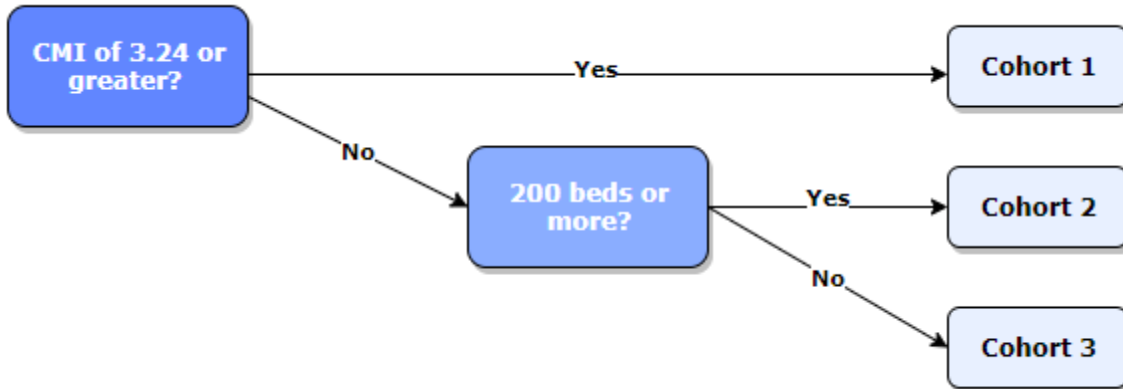 CMI of 3.24 or
greater?
Yes
Cohort 1
No
200 beds or
more?
Yes
Cohort 2
No
Cohort 3